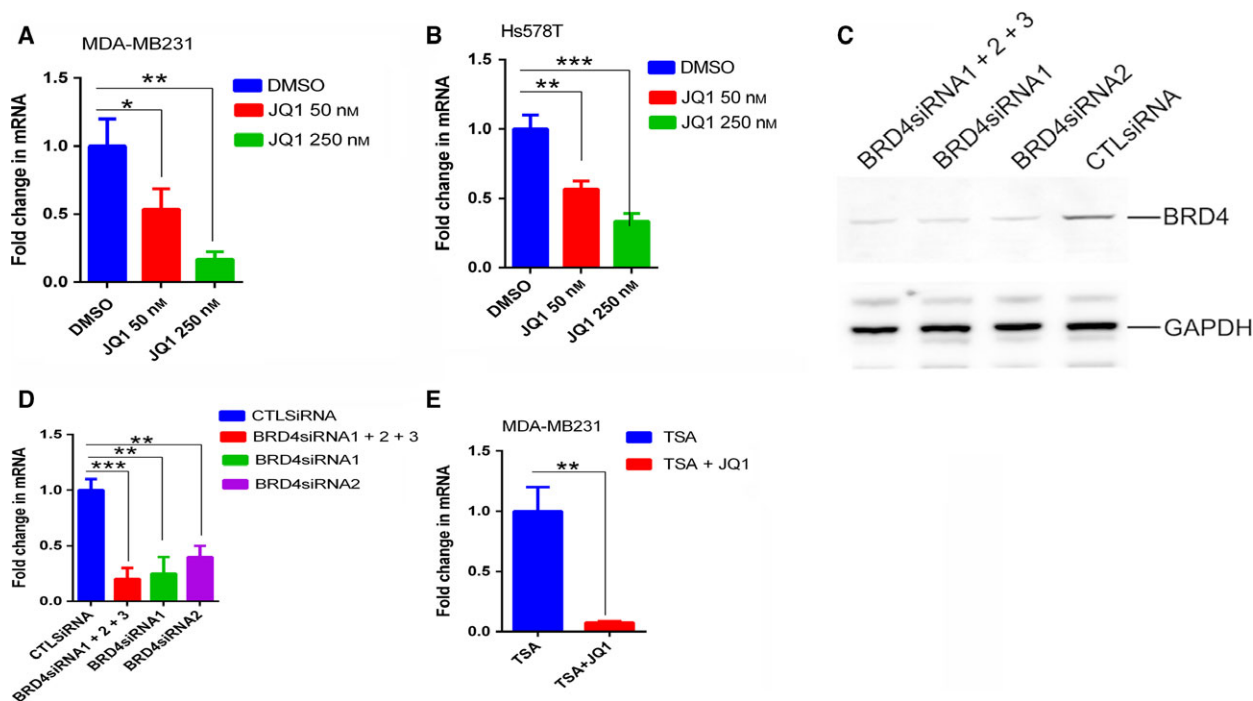 A
MDA-MB231
Fold change in mRNA
1.5
1.0
0.5
0.0
**
*
DMSO
JQ1 50 nM
JQ1 250 nM
DMSO
JQ1 50 nM
JQ1 250 nM
B
Hs578T
Fold change in mRNA
1.5
1.0
0.5
0.0
***
**
DMSO
JQ1 50 nM
JQ1 250 nM
DMSO
JQ1 50 nM
JQ1 250 nM
C
BRD4siRNA1 + 2 + 3
BRD4siRNA1
BRD4siRNA2
CTLsiRNA
BRD4
GAPDH
D
Fold change in mRNA
1.5
1.0
0.5
0.0
**
**
***
CTLSiRNA
BRD4siRNA1 + 2 + 3
BRD4siRNA1
BRD4siRNA2
CTLSiRNA
BRD4siRNA1 + 2 + 3
BRD4siRNA1
BRD4siRNA2
E
MDA-MB231
Fold change in mRNA
1.5
1.0
0.5
0.0
**
TSA
TSA + JQ1
TSA
TSA+JQ1